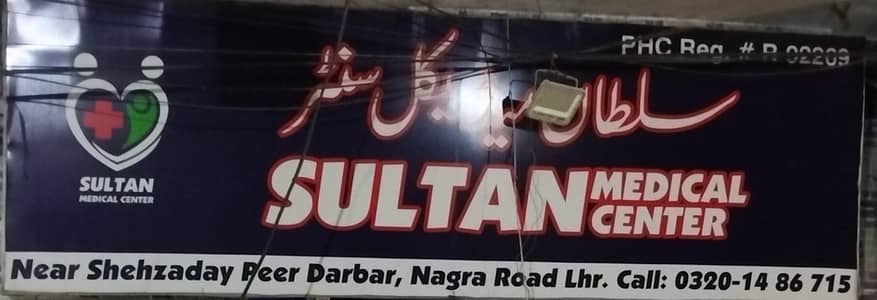 PHC Reg. # R-02209
سلطان میڈیکل سنٹر
SULTAN MEDICAL CENTER
SULTAN
MEDICAL CENTER
Near Shehzaday Peer Darbar, Nagra Road Lhr. Call: 0320-14 86 715